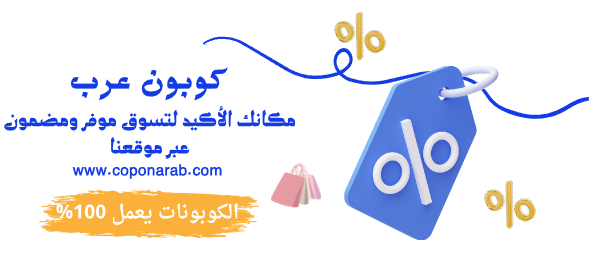 كوبون عرب
مكانك الأكيد لتسوق موفر ومضمون
عبر موقعنا
www.coponarab.com
الكوبونات يعمل 100%
%
%
%